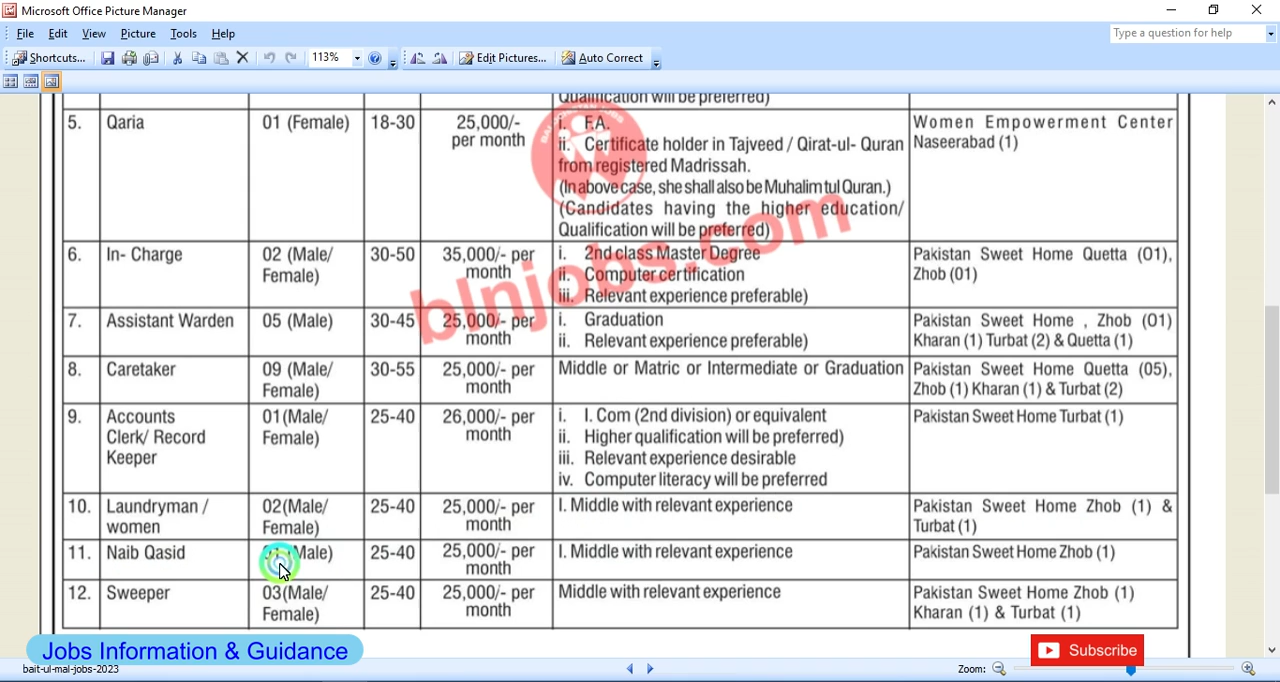 Microsoft Office Picture Manager
File Edit View Picture Tools Help
Type a question for help
Shortcuts... 113% Edit Pictures... Auto Correct
Qualification will be preferred)
5. Qaria 01 (Female) 18-30 25,000/- per month
i. F.A.
ii. Certificate holder in Tajveed / Qirat-ul- Quran
from registered Madrissah.
(In above case, she shall also be Muhalim tul Quran.)
(Candidates having the higher education/
Qualification will be preferred)
Women Empowerment Center
Naseerabad (1)
6. In- Charge 02 (Male/ Female) 30-50 35,000/- per month
i. 2nd class Master Degree
ii. Computer certification
iii. Relevant experience preferable)
Pakistan Sweet Home Quetta (01),
Zhob (01)
7. Assistant Warden 05 (Male) 30-45 25,000/- per month
i. Graduation
ii. Relevant experience preferable)
Pakistan Sweet Home , Zhob (01)
Kharan (1) Turbat (2) & Quetta (1)
8. Caretaker 09 (Male/ Female) 30-55 25,000/- per month
Middle or Matric or Intermediate or Graduation
Pakistan Sweet Home Quetta (05),
Zhob (1) Kharan (1) & Turbat (2)
9. Accounts Clerk/ Record Keeper 01(Male/ Female) 25-40 26,000/- per month
i. I. Com (2nd division) or equivalent
ii. Higher qualification will be preferred)
iii. Relevant experience desirable
iv. Computer literacy will be preferred
Pakistan Sweet Home Turbat (1)
10. Laundryman / women 02(Male/ Female) 25-40 25,000/- per month
I. Middle with relevant experience
Pakistan Sweet Home Zhob (1) &
Turbat (1)
11. Naib Qasid (Male) 25-40 25,000/- per month
I. Middle with relevant experience
Pakistan Sweet Home Zhob (1)
12. Sweeper 03(Male/ Female) 25-40 25,000/- per month
Middle with relevant experience
Pakistan Sweet Home Zhob (1)
Kharan (1) & Turbat (1)
blnjobs.com
Jobs Information & Guidance
Subscribe
bait-ul-mal-jobs-2023
Zoom: